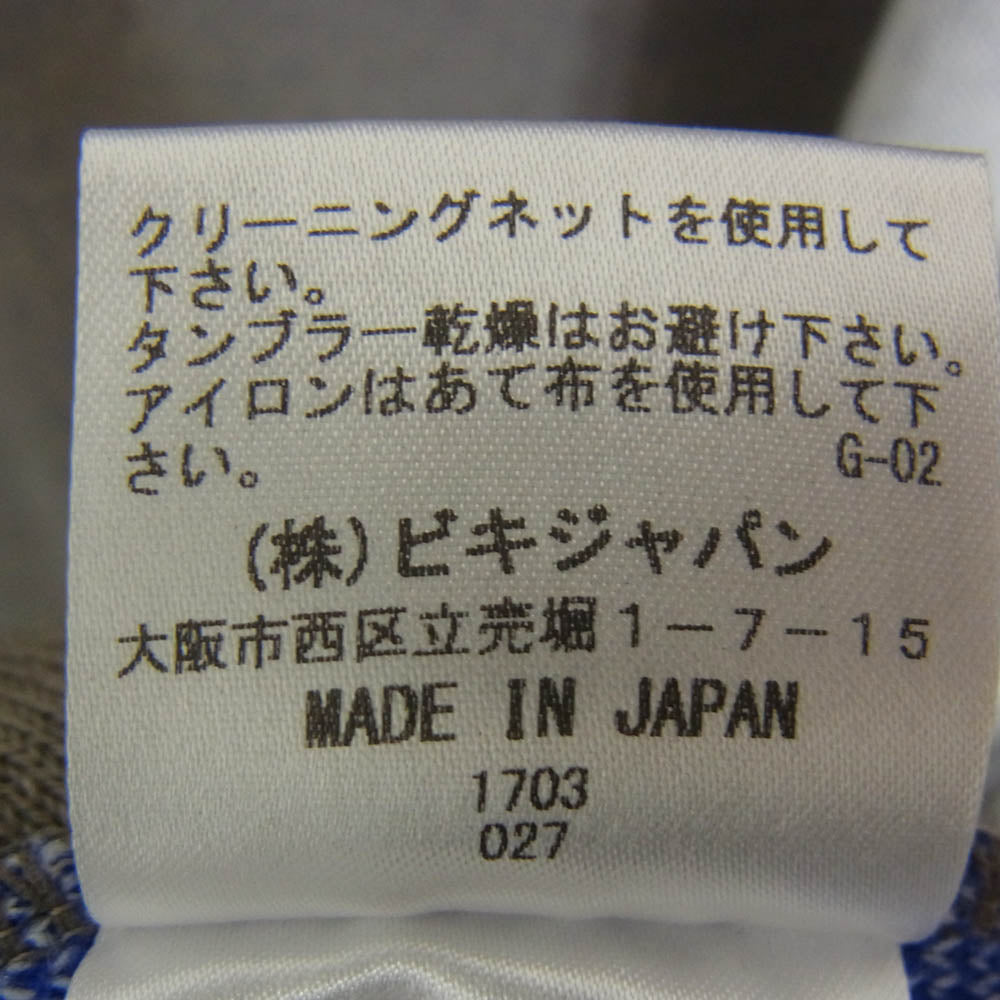 クリーニングネットを使用して
下さい。
タンブラー乾燥はお避け下さい。
アイロンはあて布を使用して下
さい。 G-02
(株)ビキジャパン
大阪市西区立売堀1-7-15
MADE IN JAPAN
1703
027